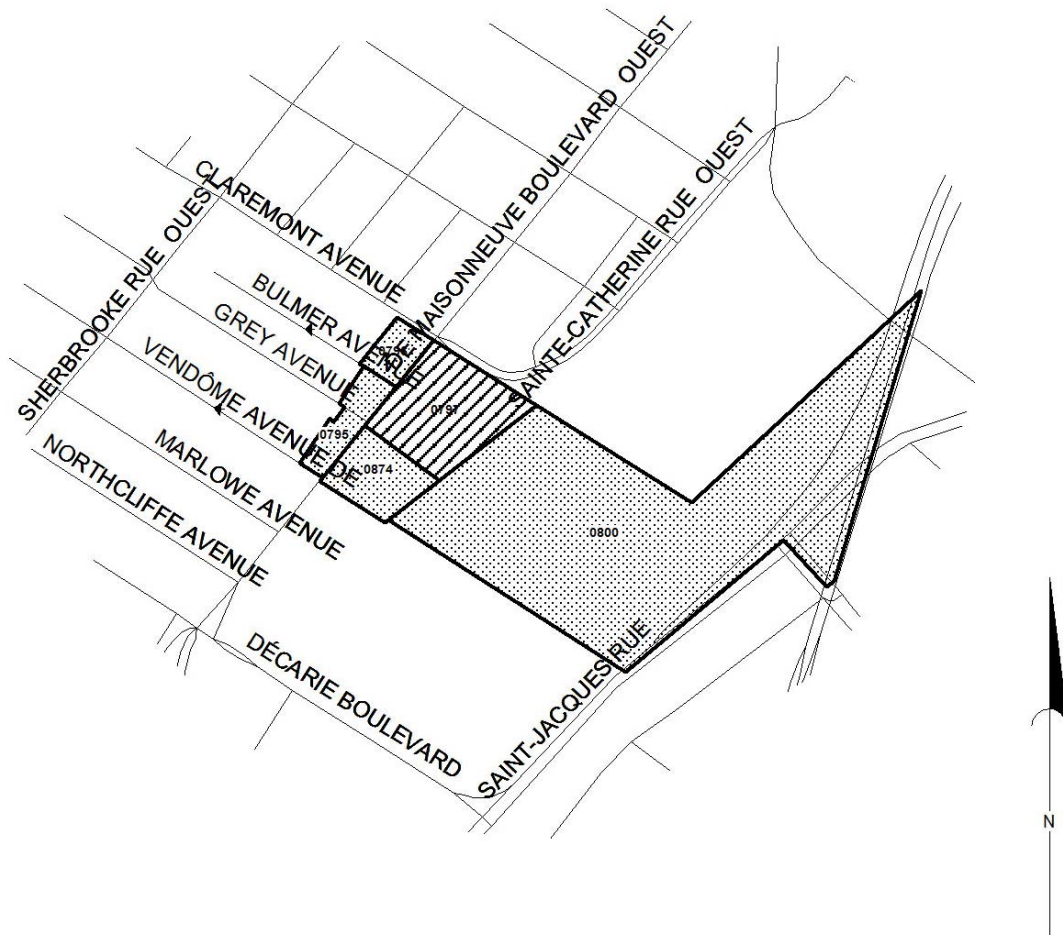 MAISONNEUVE BOULEVARD OUEST
SAINTE-CATHERINE RUE OUEST
CLAREMONT AVENUE
SHERBROOKE RUE OUEST
BULMER AVENUE
GREY AVENUE
VENDÔME AVENUE DE
MARLOWE AVENUE
NORTHCLIFFE AVENUE
0797
0795
0874
0800
DÉCARIE BOULEVARD
SAINT-JACQUES RUE
N